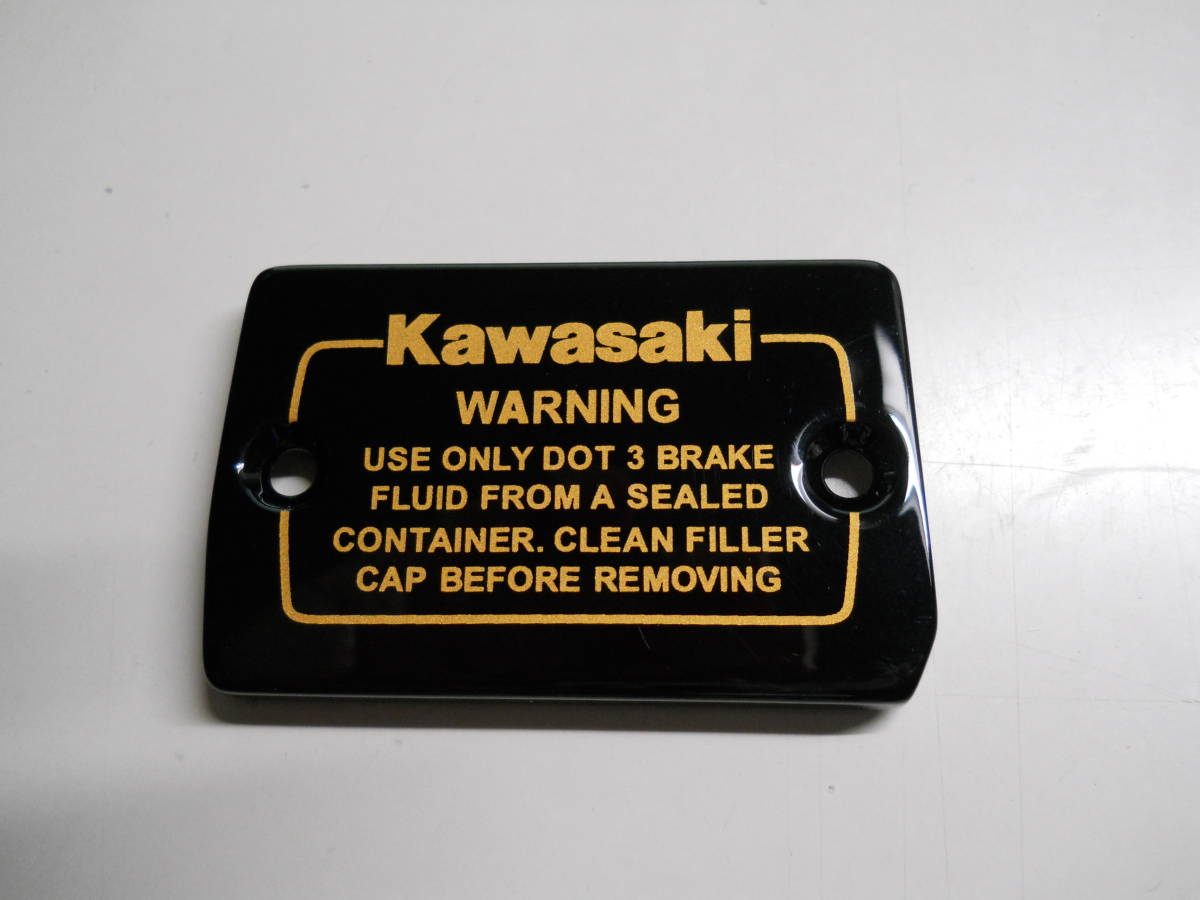 Kawasaki
WARNING
USE ONLY DOT 3 BRAKE
FLUID FROM A SEALED
CONTAINER. CLEAN FILLER
CAP BEFORE REMOVING